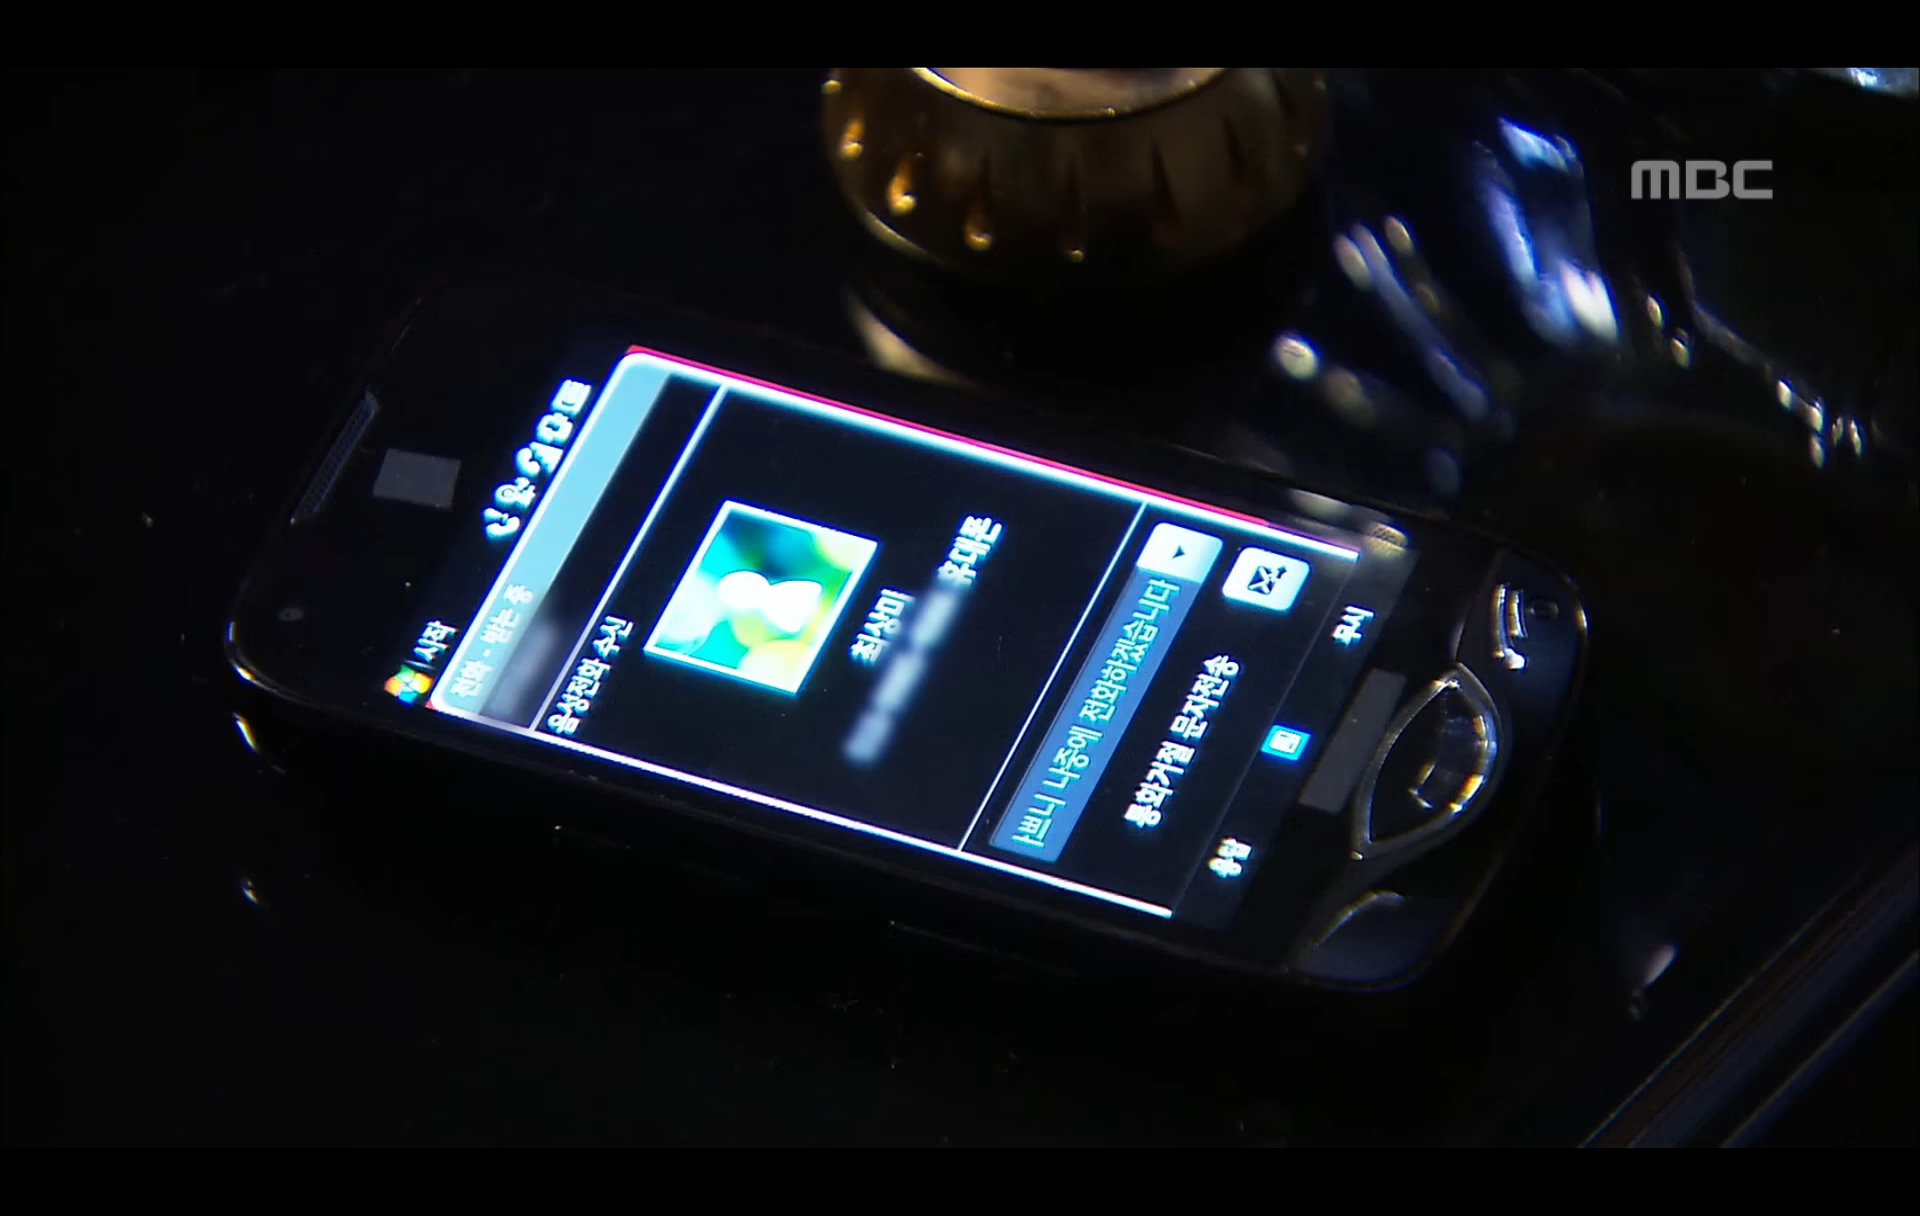 MBC
시작
전화 - 받는 중
음성전화 수신
최상미
휴대폰
바쁘니 나중에 전화하겠습니다
통화거절 문자전송
응답
무시